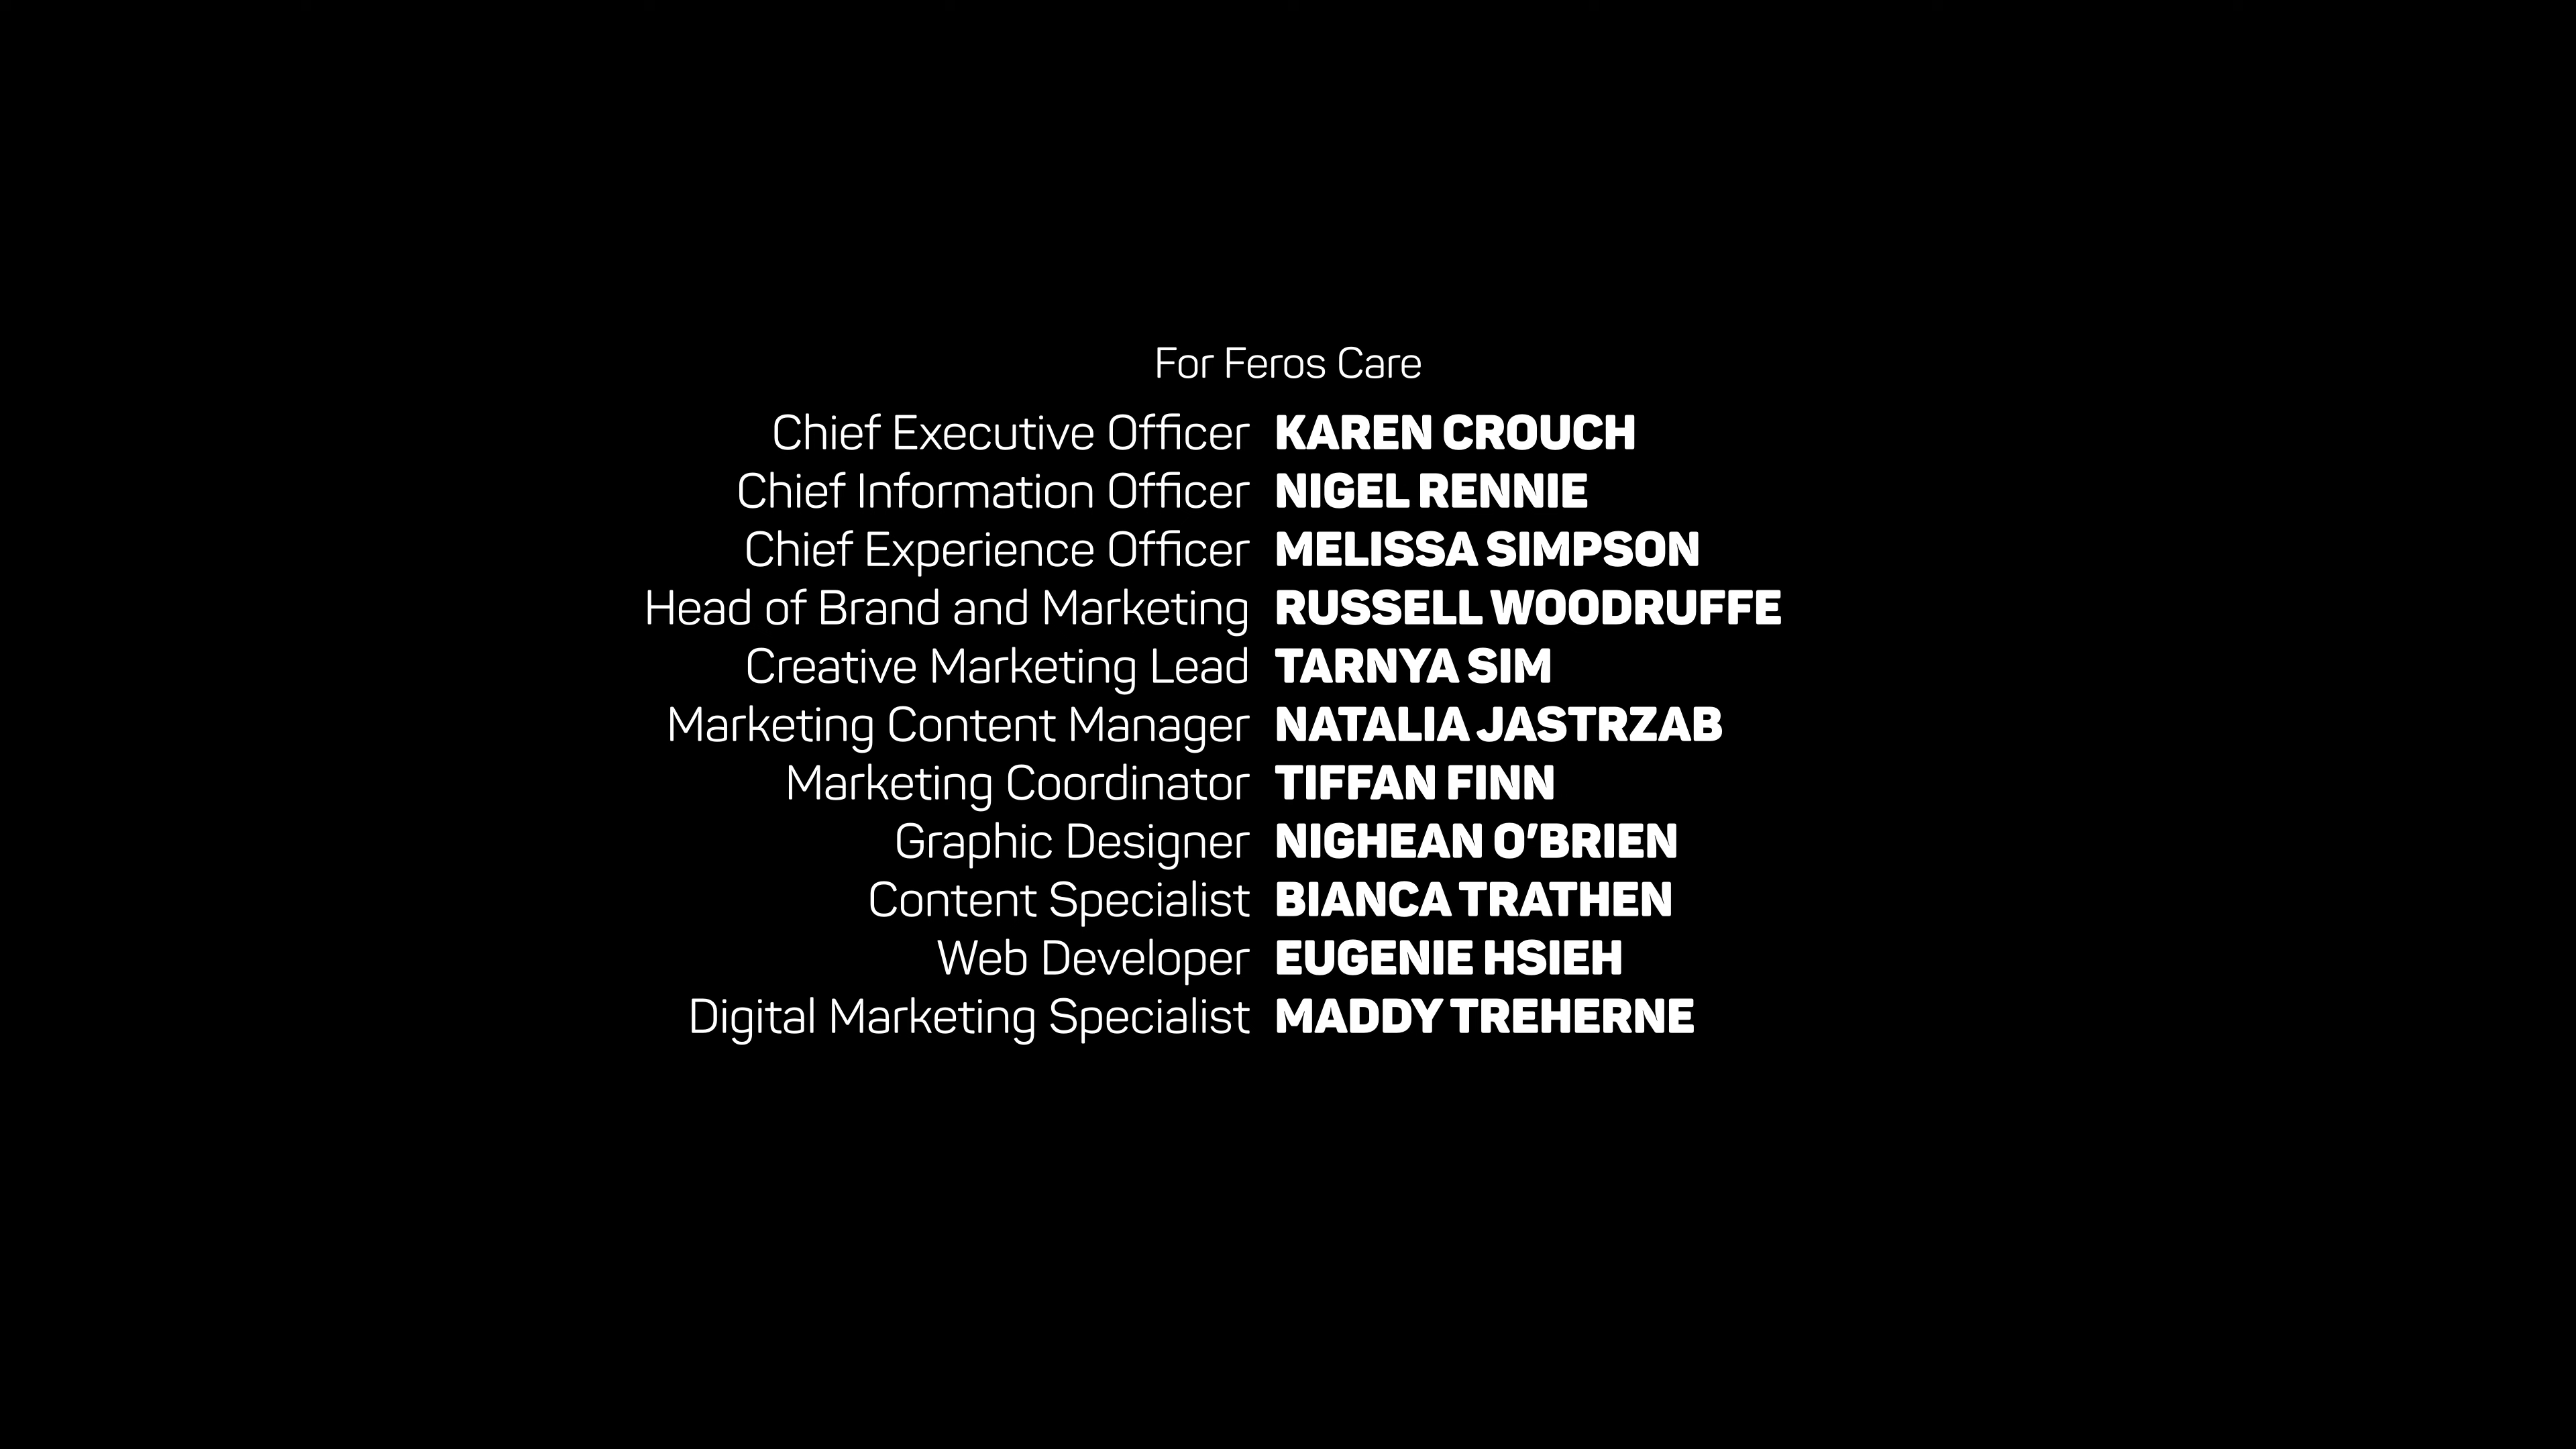 For Feros Care
Chief Executive Officer KAREN CROUCH
Chief Information Officer NIGEL RENNIE
Chief Experience Officer MELISSA SIMPSON
Head of Brand and Marketing RUSSELL WOODRUFFE
Creative Marketing Lead TARNYA SIM
Marketing Content Manager NATALIA JASTRZAB
Marketing Coordinator TIFFAN FINN
Graphic Designer NIGHEAN O’BRIEN
Content Specialist BIANCA TRATHEN
Web Developer EUGENIE HSIEH
Digital Marketing Specialist MADDY TREHERNE